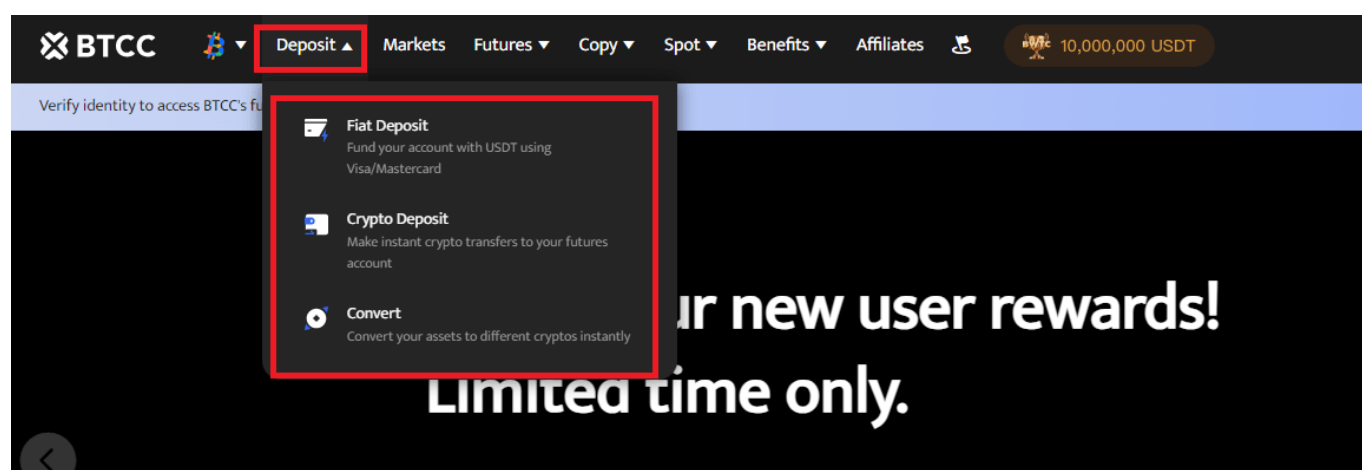 BTCC
Deposit
Markets
Futures
Copy
Spot
Benefits
Affiliates
10,000,000 USDT
Verify identity to access BTCC's
Fiat Deposit
Fund your account with USDT using
Visa/Mastercard
Crypto Deposit
Make instant crypto transfers to your futures
account
Convert
Convert your assets to different cryptos instantly
new user rewards!
Limited time only.